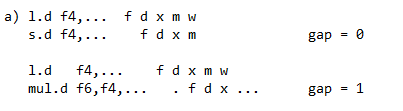 a) l.d f4,... f d x m w
s.d f4,... f d x m gap = 0
l.d f4,... f d x m w
mul.d f6,f4,... . f d x ... gap = 1